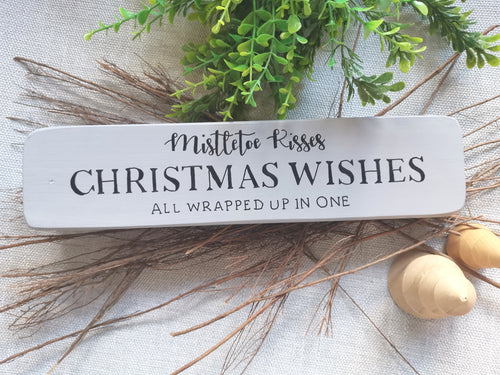 Mistletoe Kisses
CHRISTMAS WISHES
ALL WRAPPED UP IN ONE